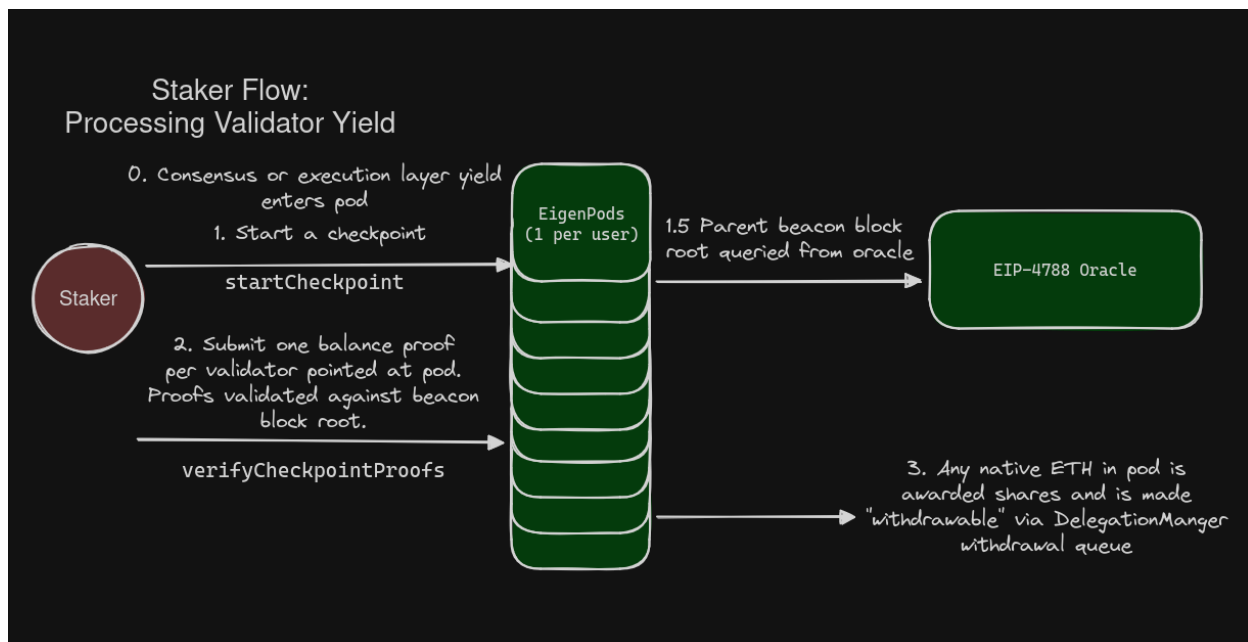 Staker Flow:
Processing Validator Yield
0. Consensus or execution layer yield
enters pod
1. Start a checkpoint
startCheckpoint
Staker
2. Submit one balance proof
per validator pointed at pod.
Proofs validated against beacon
block root.
verifyCheckpointProofs
EigenPods
(1 per user)
1.5 Parent beacon block
root queried from oracle
EIP-4788 Oracle
3. Any native ETH in pod is
awarded shares and is made
"withdrawable" via DelegationManger
withdrawal queue